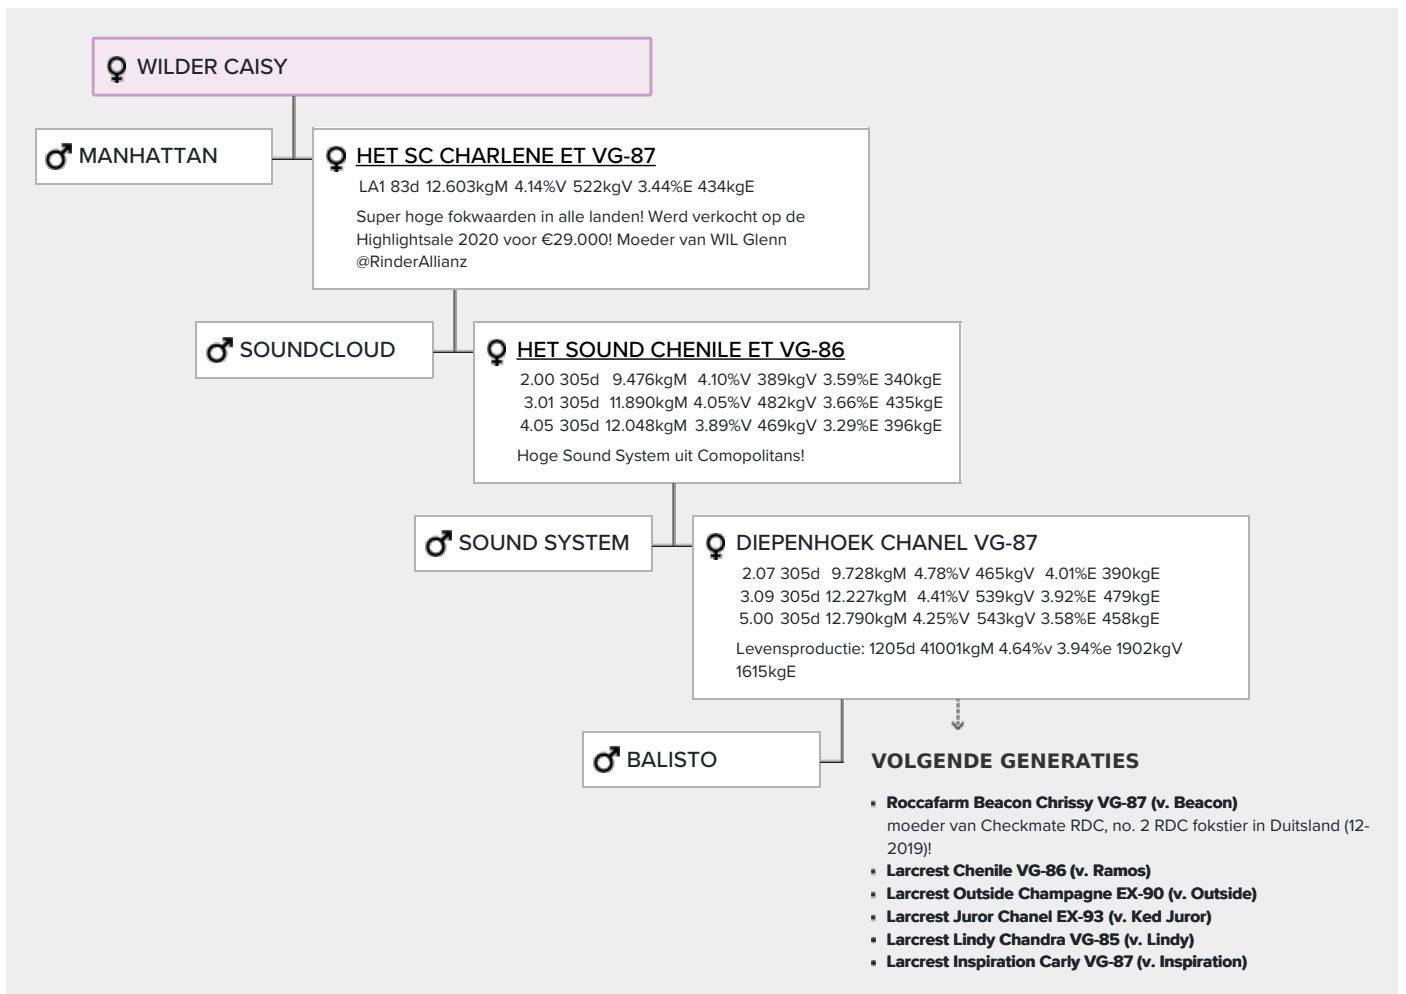 WILDER CAISY
MANHATTAN
HET SC CHARLENE ET VG-87
LA1 83d 12.603kgM 4.14%V 522kgV 3.44%E 434kgE
Super hoge fokwaarden in alle landen! Werd verkocht op de
Highlightsale 2020 voor €29.000! Moeder van WIL Glenn
@RinderAllianz
SOUNDCLOUD
HET SOUND CHENILE ET VG-86
2.00 305d 9.476kgM 4.10%V 389kgV 3.59%E 340kgE
3.01 305d 11.890kgM 4.05%V 482kgV 3.66%E 435kgE
4.05 305d 12.048kgM 3.89%V 469kgV 3.29%E 396kgE
Hoge Sound System uit Comopolitans!
SOUND SYSTEM
DIEPENHOEK CHANEL VG-87
2.07 305d 9.728kgM 4.78%V 465kgV 4.01%E 390kgE
3.09 305d 12.227kgM 4.41%V 539kgV 3.92%E 479kgE
5.00 305d 12.790kgM 4.25%V 543kgV 3.58%E 458kgE
Levensproductie: 1205d 41001kgM 4.64%v 3.94%e 1902kgV
1615kgE
BALISTO
VOLGENDE GENERATIES
Roccafarm Beacon Chrissy VG-87 (v. Beacon)
moeder van Checkmate RDC, no. 2 RDC fokstier in Duitsland (12-
2019)!
Larcrest Chenile VG-86 (v. Ramos)
Larcrest Outside Champagne EX-90 (v. Outside)
Larcrest Juror Chanel EX-93 (v. Ked Juror)
Larcrest Lindy Chandra VG-85 (v. Lindy)
Larcrest Inspiration Carly VG-87 (v. Inspiration)